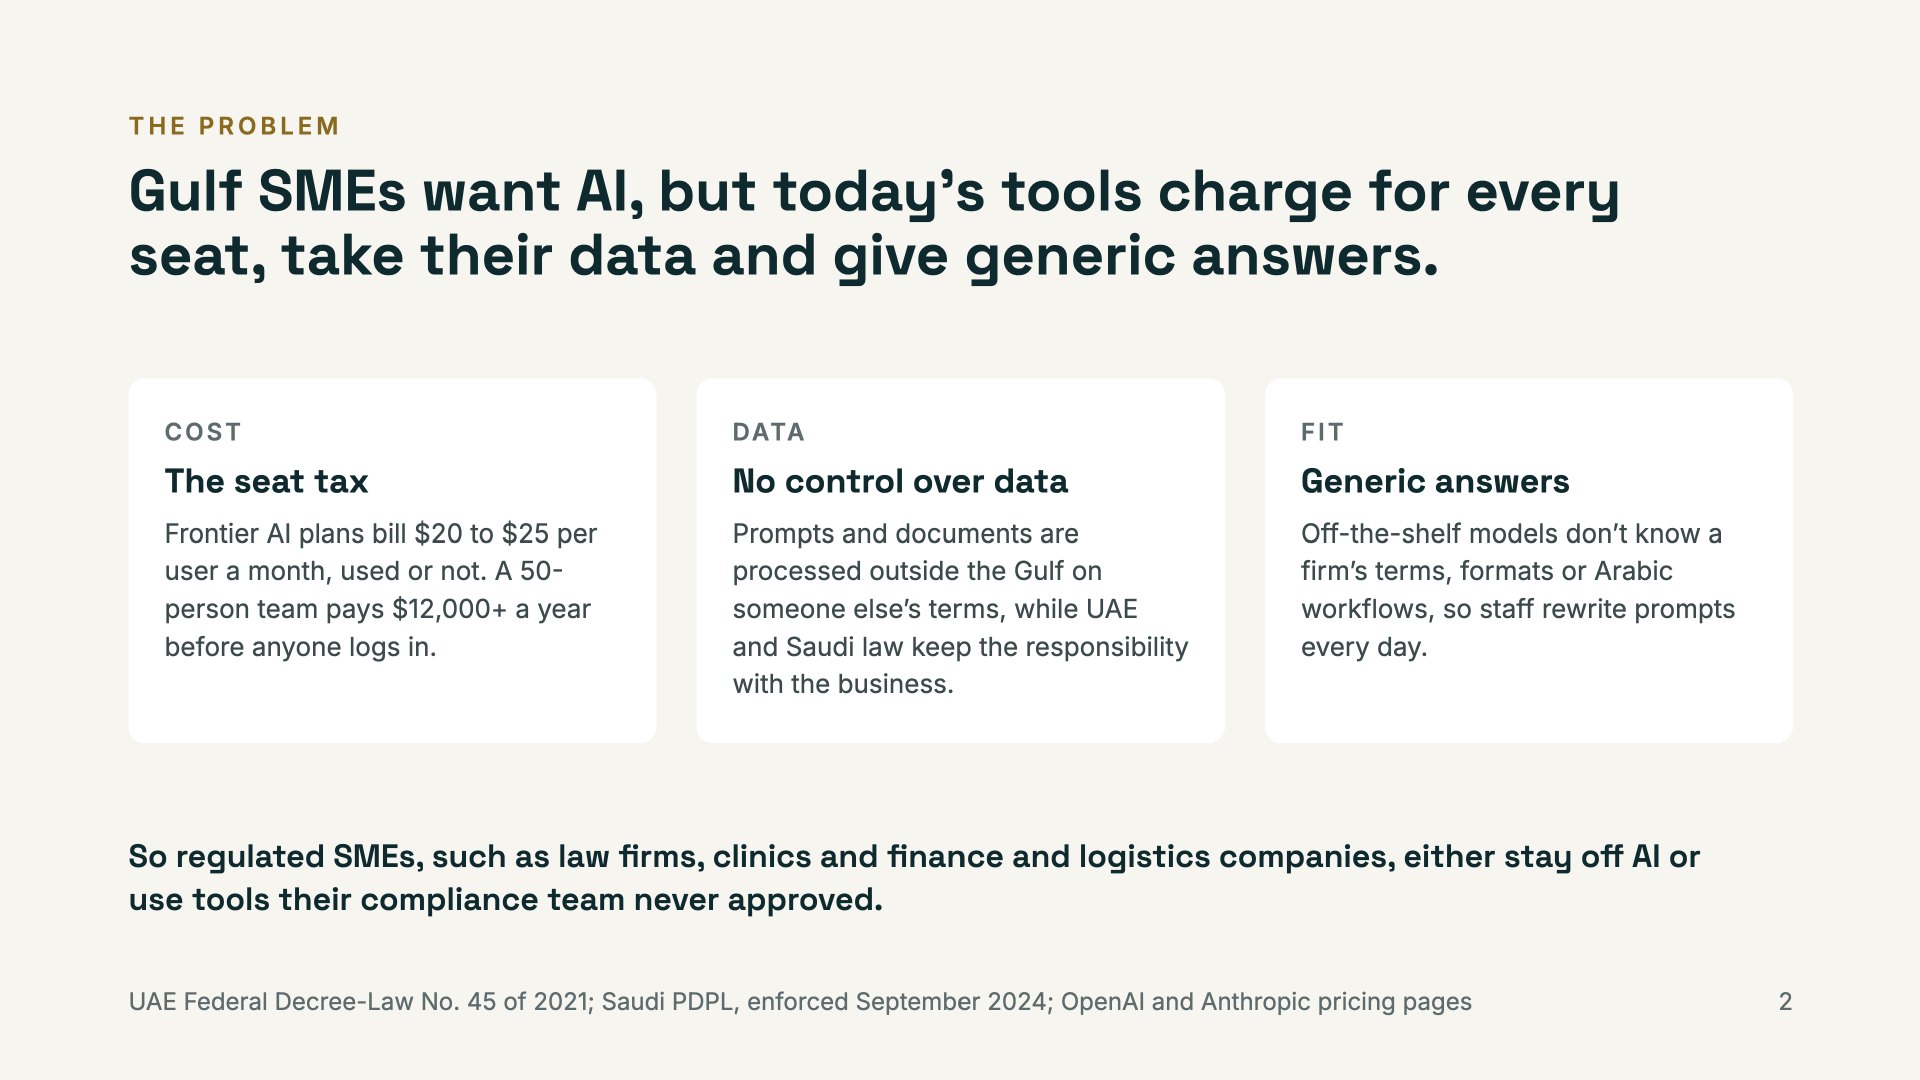 THE PROBLEM
Gulf SMEs want AI, but today’s tools charge for every
seat, take their data and give generic answers.
COST
The seat tax
Frontier AI plans bill $20 to $25 per
user a month, used or not. A 50-
person team pays $12,000+ a year
before anyone logs in.
DATA
No control over data
Prompts and documents are
processed outside the Gulf on
someone else’s terms, while UAE
and Saudi law keep the responsibility
with the business.
FIT
Generic answers
Off-the-shelf models don’t know a
firm’s terms, formats or Arabic
workflows, so staff rewrite prompts
every day.
So regulated SMEs, such as law firms, clinics and finance and logistics companies, either stay off AI or
use tools their compliance team never approved.
UAE Federal Decree-Law No. 45 of 2021; Saudi PDPL, enforced September 2024; OpenAI and Anthropic pricing pages
2